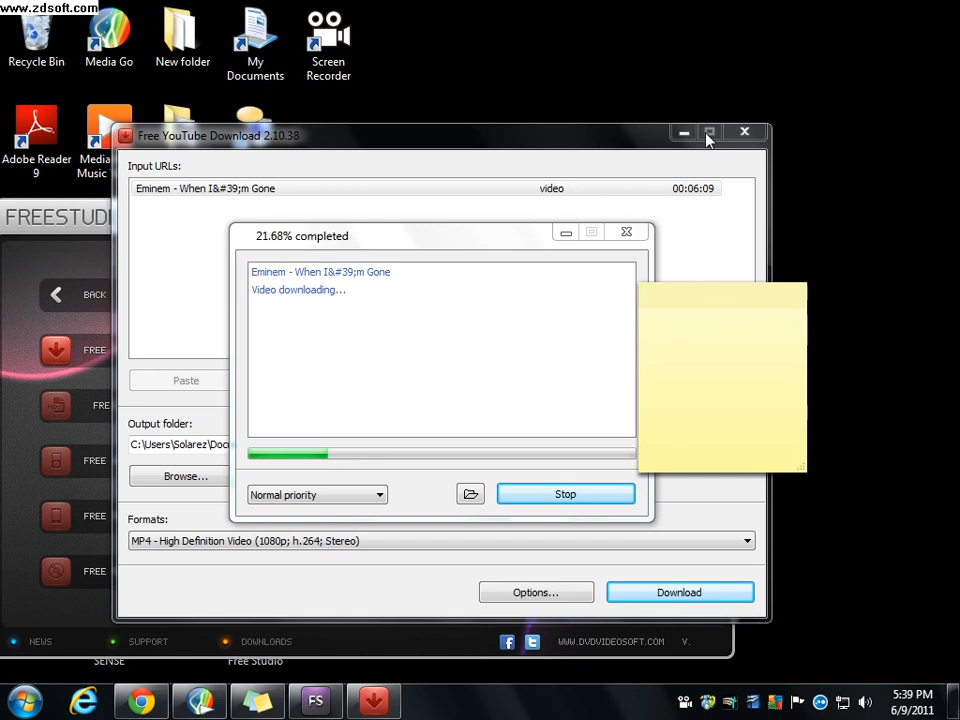 www.zdsoft.com
Recycle Bin
Media Go
New folder
My
Documents
Screen
Recorder
Adobe Reader
9
Media
Music
Free YouTube Download 2.10.38
Input URLs:
Eminem - When I&#39;m Gone video 00:06:09
FREESTUD
21.68% completed
Eminem - When I&#39;m Gone
Video downloading...
BACK
FREE
FRE
FREE
FREE
FREE
Paste
Output folder:
C:\Users\Solarez\Docu
Browse...
Normal priority
Stop
Formats:
MP4 - High Definition Video (1080p; h.264; Stereo)
Options...
Download
NEWS
SUPPORT
DOWNLOADS
WWW.DVDVIDEOSOFT.COM
V.
SENSE
Free Studio
FS
5:39 PM
6/9/2011